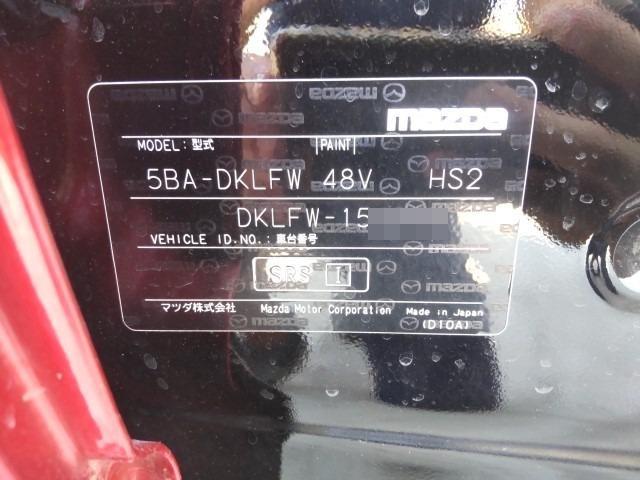 mazda
MODEL:型式 |PAINT|
5BA-DKLFW 48V HS2
DKLFW-15
VEHICLE ID.NO.:車台番号
SRS I
マツダ株式会社 Mazda Motor Corporation Made in Japan
(D10A)